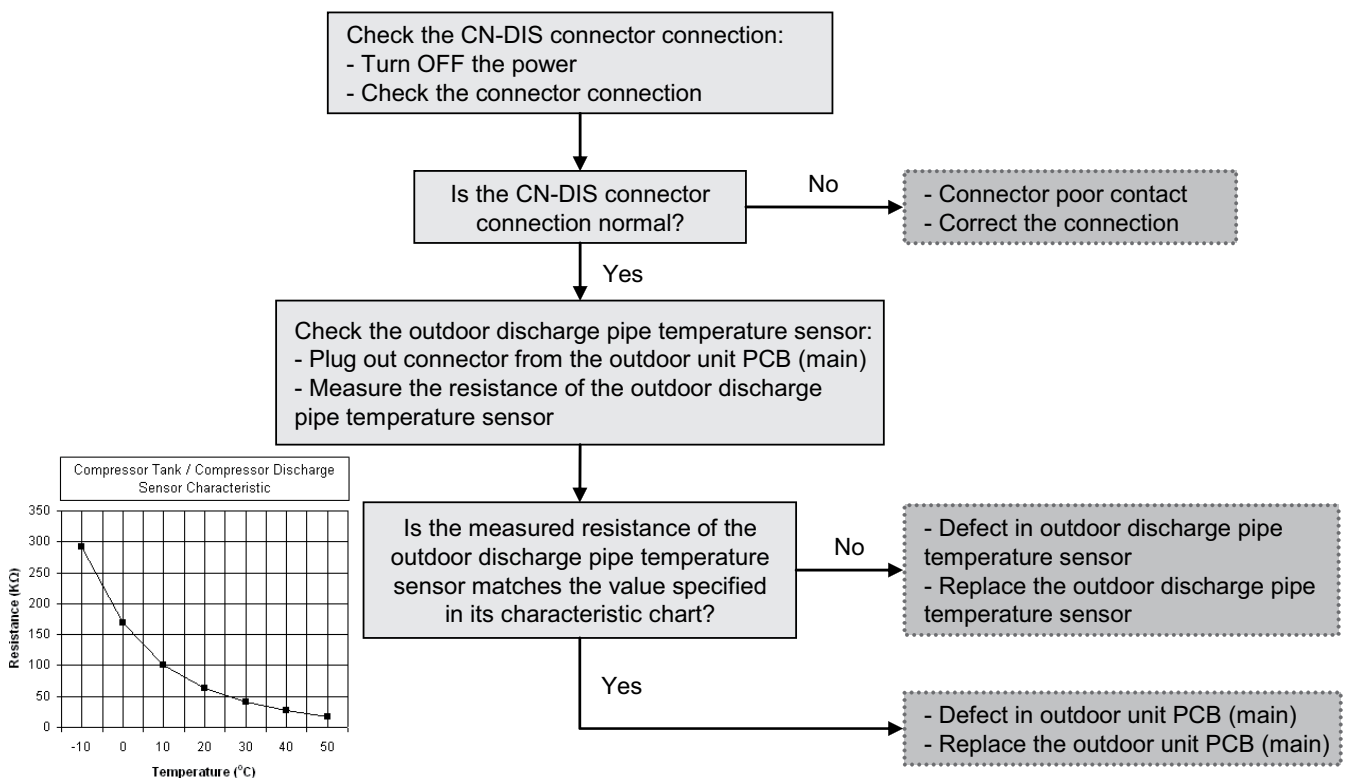 Check the CN-DIS connector connection:
- Turn OFF the power
- Check the connector connection
Is the CN-DIS connector
connection normal?
No
- Connector poor contact
- Correct the connection
Yes
Check the outdoor discharge pipe temperature sensor:
- Plug out connector from the outdoor unit PCB (main)
- Measure the resistance of the outdoor discharge
pipe temperature sensor
Compressor Tank / Compressor Discharge
Sensor Characteristic
350
300
250
200
150
100
50
0
Resistance (KΩ)
-10 0 10 20 30 40 50
Temperature (°C)
Is the measured resistance of the
outdoor discharge pipe temperature
sensor matches the value specified
in its characteristic chart?
No
- Defect in outdoor discharge pipe
temperature sensor
- Replace the outdoor discharge pipe
temperature sensor
Yes
- Defect in outdoor unit PCB (main)
- Replace the outdoor unit PCB (main)